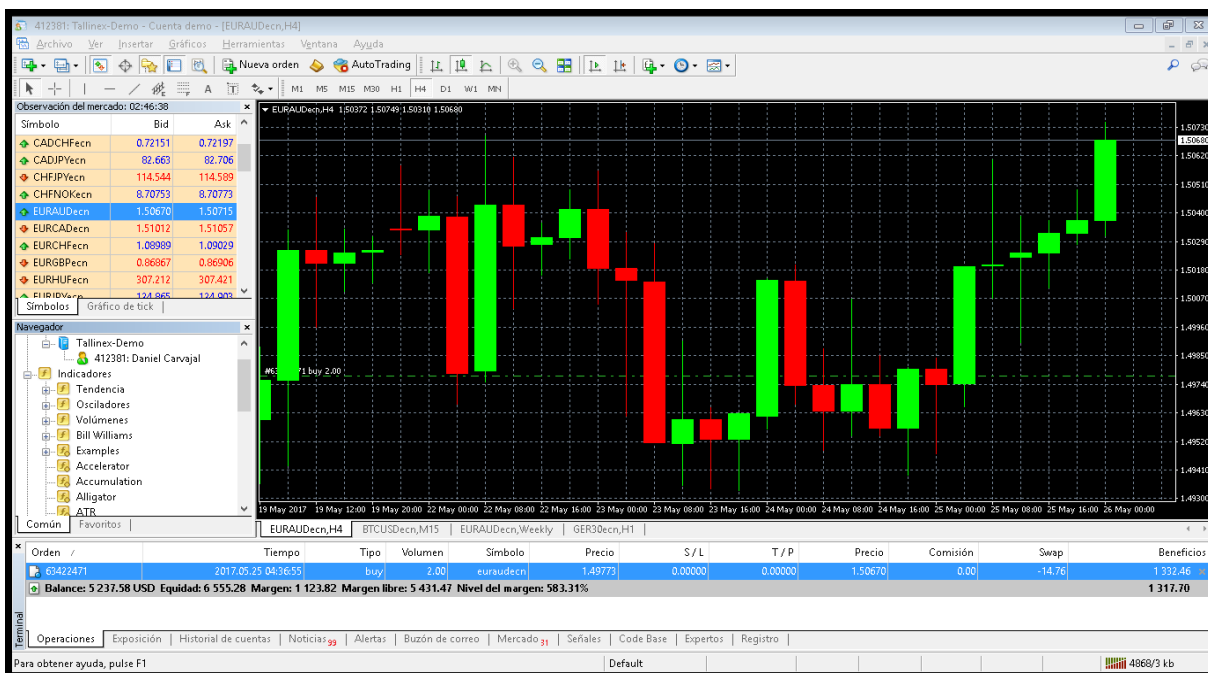 412381: Tallinex-Demo - Cuenta demo - [EURAUDecn,H4]
Archivo Ver Insertar Gráficos Herramientas Ventana Ayuda
Nueva orden AutoTrading
A T M1 M5 M15 M30 H1 H4 D1 W1 MN
Observación del mercado: 02:46:38
Símbolo Bid Ask
CADCHFecn 0.72151 0.72197
CADJPYecn 82.663 82.706
CHFJPYecn 114.544 114.589
CHFNOKecn 8.70753 8.70773
EURAUDecn 1.50670 1.50715
EURCADecn 1.51012 1.51057
EURCHFecn 1.08989 1.09029
EURGBPecn 0.86867 0.86906
EURHUFecn 307.212 307.421
EURJPYecn 124.865 124.903
Símbolos Gráfico de tick
Navegador
Tallinex-Demo
412381: Daniel Carvajal
Indicadores
Tendencia
Osciladores
Volúmenes
Bill Williams
Examples
Accelerator
Accumulation
Alligator
ATR
Común Favoritos
EURAUDecn,H4 1.50372 1.50749 1.50310 1.50680
1.50730
1.50680
1.50620
1.50510
1.50400
1.50290
1.50180
1.50070
1.49960
1.49850
1.49740
1.49630
1.49520
1.49410
1.49300
buy 2.00
19 May 2017 19 May 12:00 19 May 20:00 22 May 00:00 22 May 08:00 22 May 16:00 23 May 00:00 23 May 08:00 23 May 16:00 24 May 00:00 24 May 08:00 24 May 16:00 25 May 00:00 25 May 08:00 25 May 16:00 26 May 00:00
EURAUDecn,H4 BTCUSDecn,M15 EURAUDecn,Weekly GER30ecn,H1
Orden Tiempo Tipo Volumen Símbolo Precio S / L T / P Precio Comisión Swap Beneficios
63422471 2017.05.25 04:36:55 buy 2.00 euraudecn 1.49773 0.00000 0.00000 1.50670 0.00 -14.76 1 332.46
Balance: 5 237.58 USD Equidad: 6 555.28 Margen: 1 123.82 Margen libre: 5 431.47 Nivel del margen: 583.31% 1 317.70
Terminal
Operaciones Exposición Historial de cuentas Noticias 99 Alertas Buzón de correo Mercado 31 Señales Code Base Expertos Registro
Para obtener ayuda, pulse F1 Default 4868/3 kb